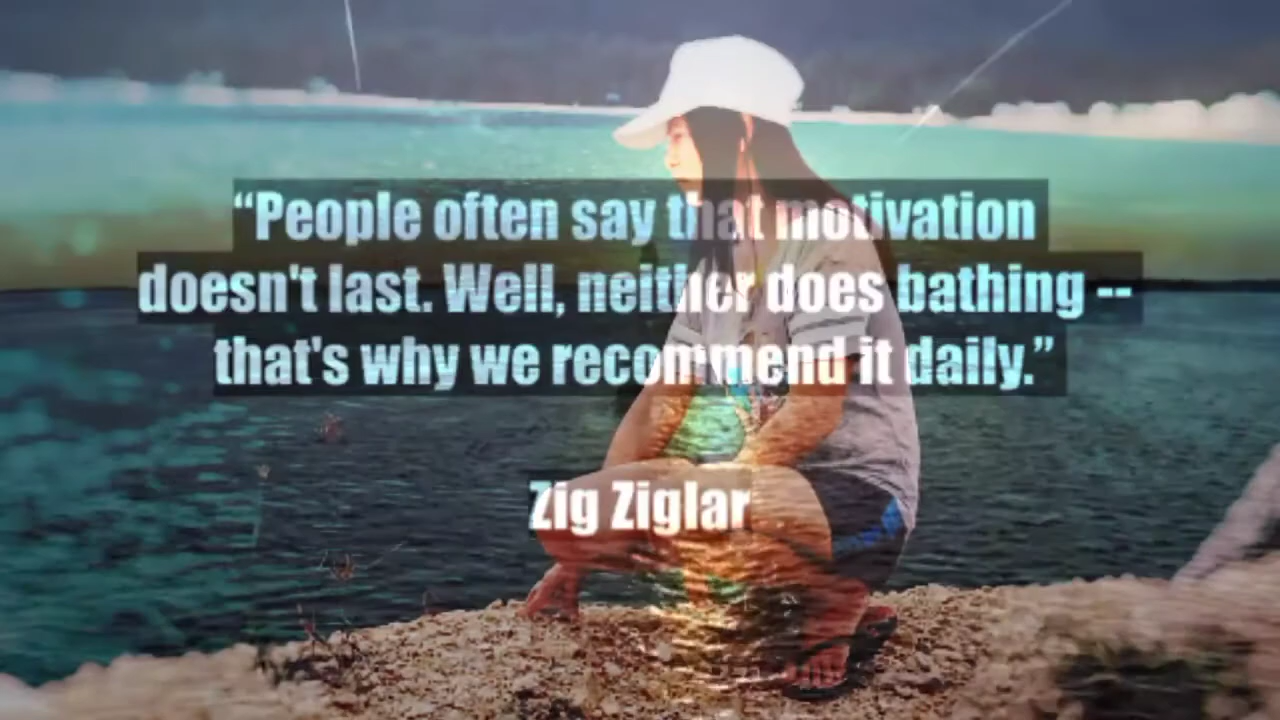 “People often say that motivation
doesn't last. Well, neither does bathing --
that's why we recommend it daily.”
Zig Ziglar